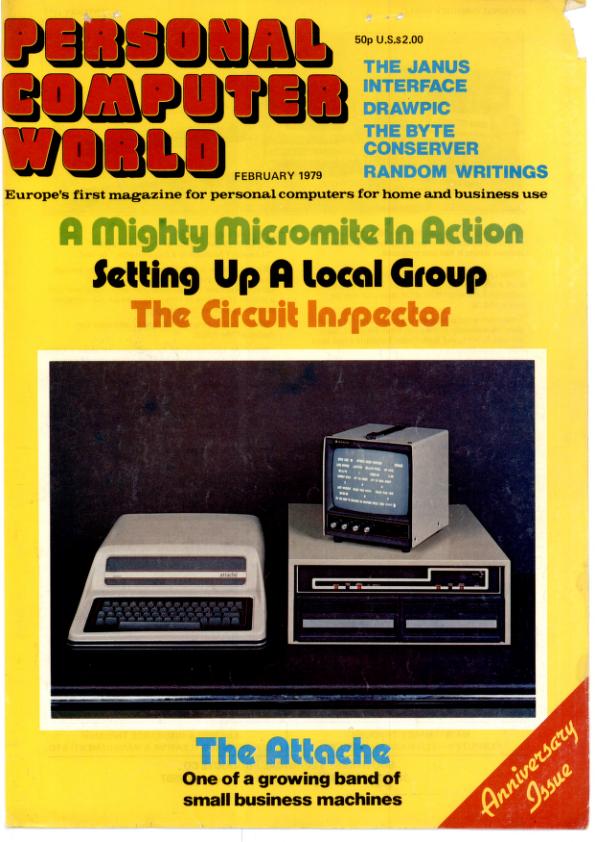 PERSONAL
COMPUTER
WORLD
FEBRUARY 1979
50p U.S.$2.00
THE JANUS
INTERFACE
DRAWPIC
THE BYTE
CONSERVER
RANDOM WRITINGS
Europe's first magazine for personal computers for home and business use
A Mighty Micromite In Action
Setting Up A Local Group
The Circuit Inspector
attache
The Attache
One of a growing band of
small business machines
Anniversary
Issue